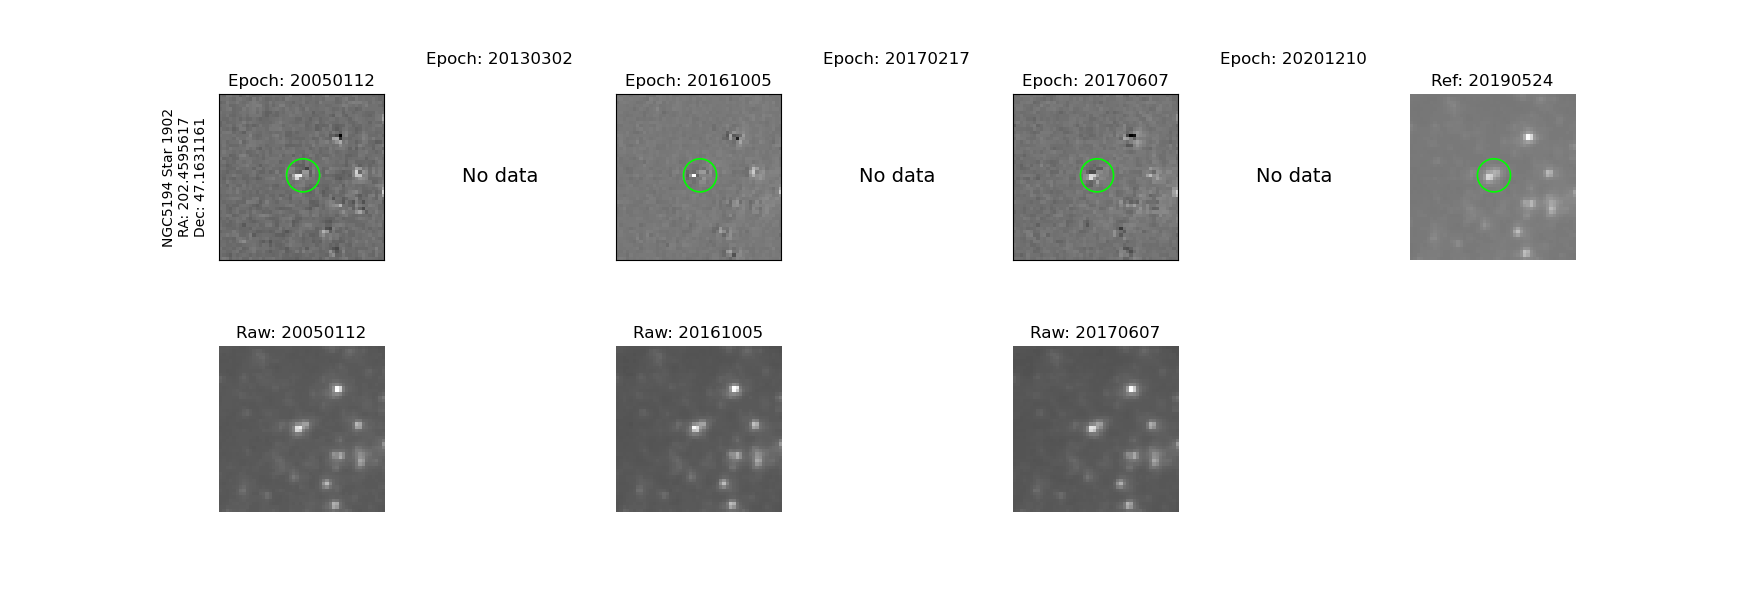 Epoch: 20130302
Epoch: 20170217
Epoch: 20201210
Epoch: 20050112
Epoch: 20161005
Epoch: 20170607
Ref: 20190524
NGC5194 Star 1902
RA: 202.4595617
Dec: 47.1631161
No data
No data
No data
Raw: 20050112
Raw: 20161005
Raw: 20170607